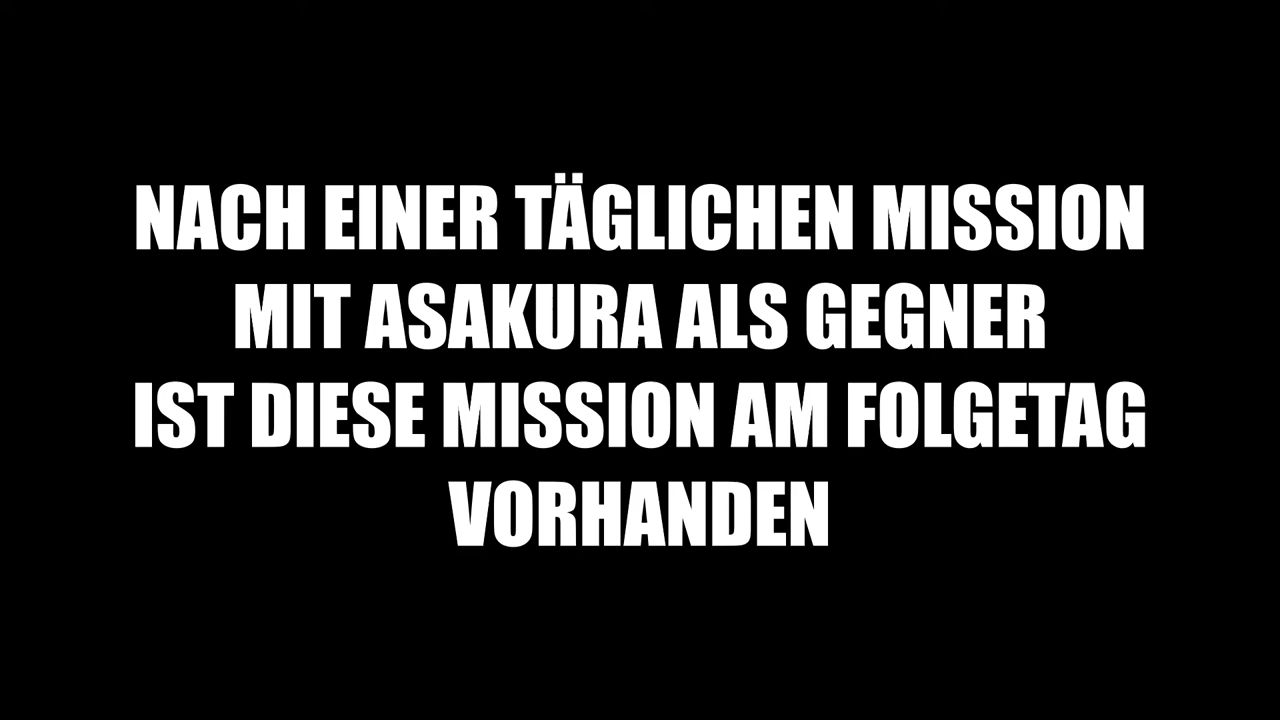 NACH EINER TÄGLICHEN MISSION
MIT ASAKURA ALS GEGNER
IST DIESE MISSION AM FOLGETAG
VORHANDEN